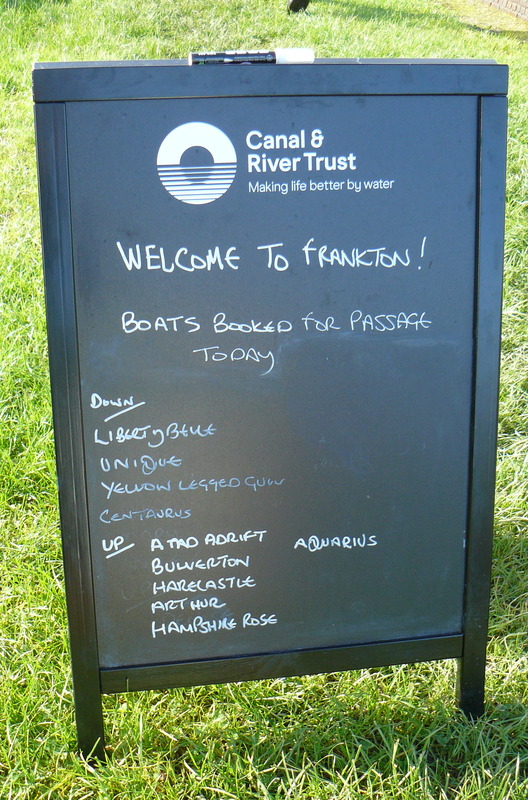 Canal &
River Trust
Making life better by water
WELCOME TO FRANKTON!
BOATS BOOKED FOR PASSAGE
TODAY
DOWN
LIBERTY BELLE
UNIQUE
YELLOW LEGGED GULL
CENTAURUS
UP A TAD ADRIFT AQUARIUS
BULVERTON
HARECASTLE
ARTHUR
HAMPSHIRE ROSE